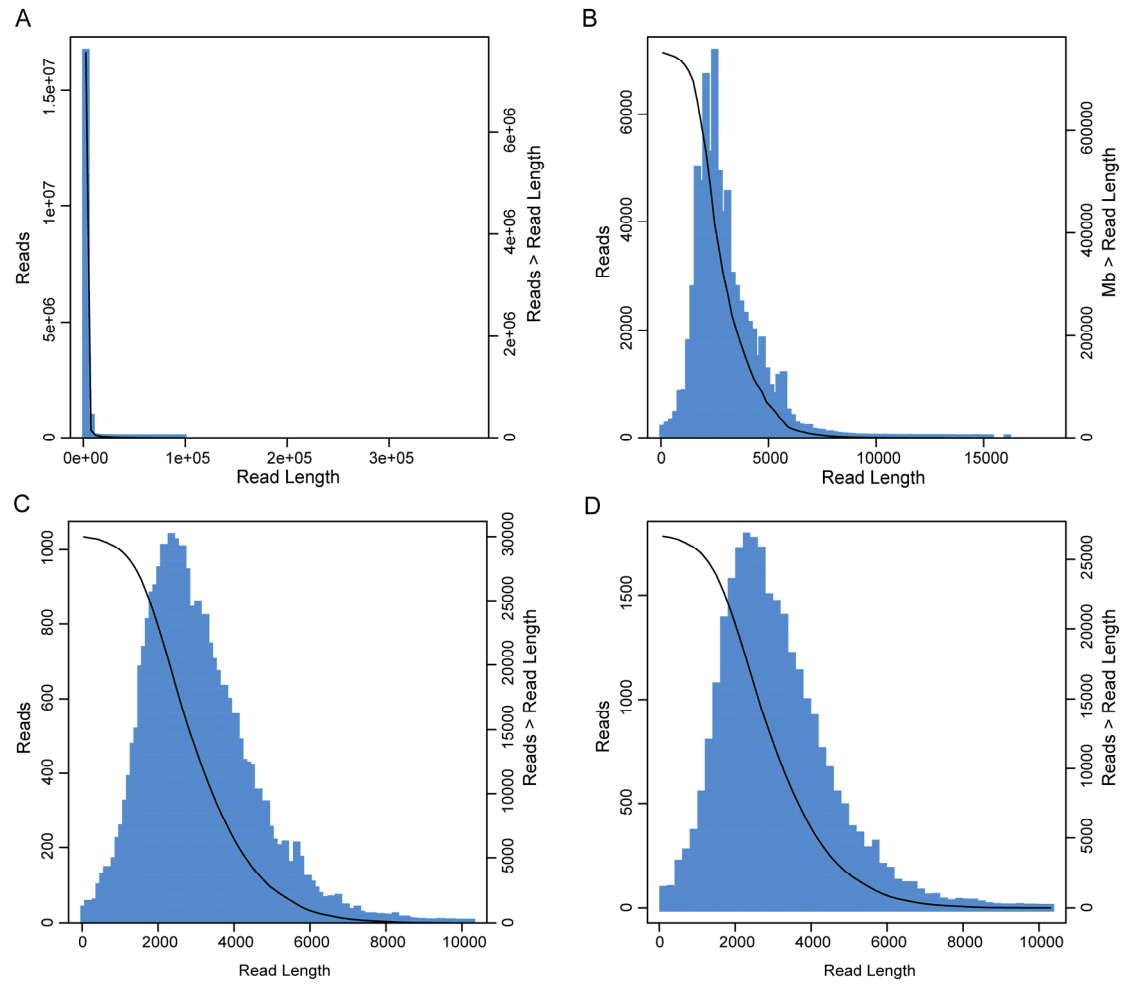 A
Reads
0
5e+06
1e+07
1.5e+07
0e+00 1e+05 2e+05 3e+05
Read Length
0
2e+06
4e+06
6e+06
Reads > Read Length
B
Reads
0
20000
40000
60000
0 5000 10000 15000
Read Length
0
200000
400000
600000
Mb > Read Length
C
Reads
0
200
400
600
800
1000
0 2000 4000 6000 8000 10000
Read Length
0
5000
10000
15000
20000
25000
30000
Reads > Read Length
D
Reads
0
500
1000
1500
0 2000 4000 6000 8000 10000
Read Length
0
5000
10000
15000
20000
25000
Reads > Read Length